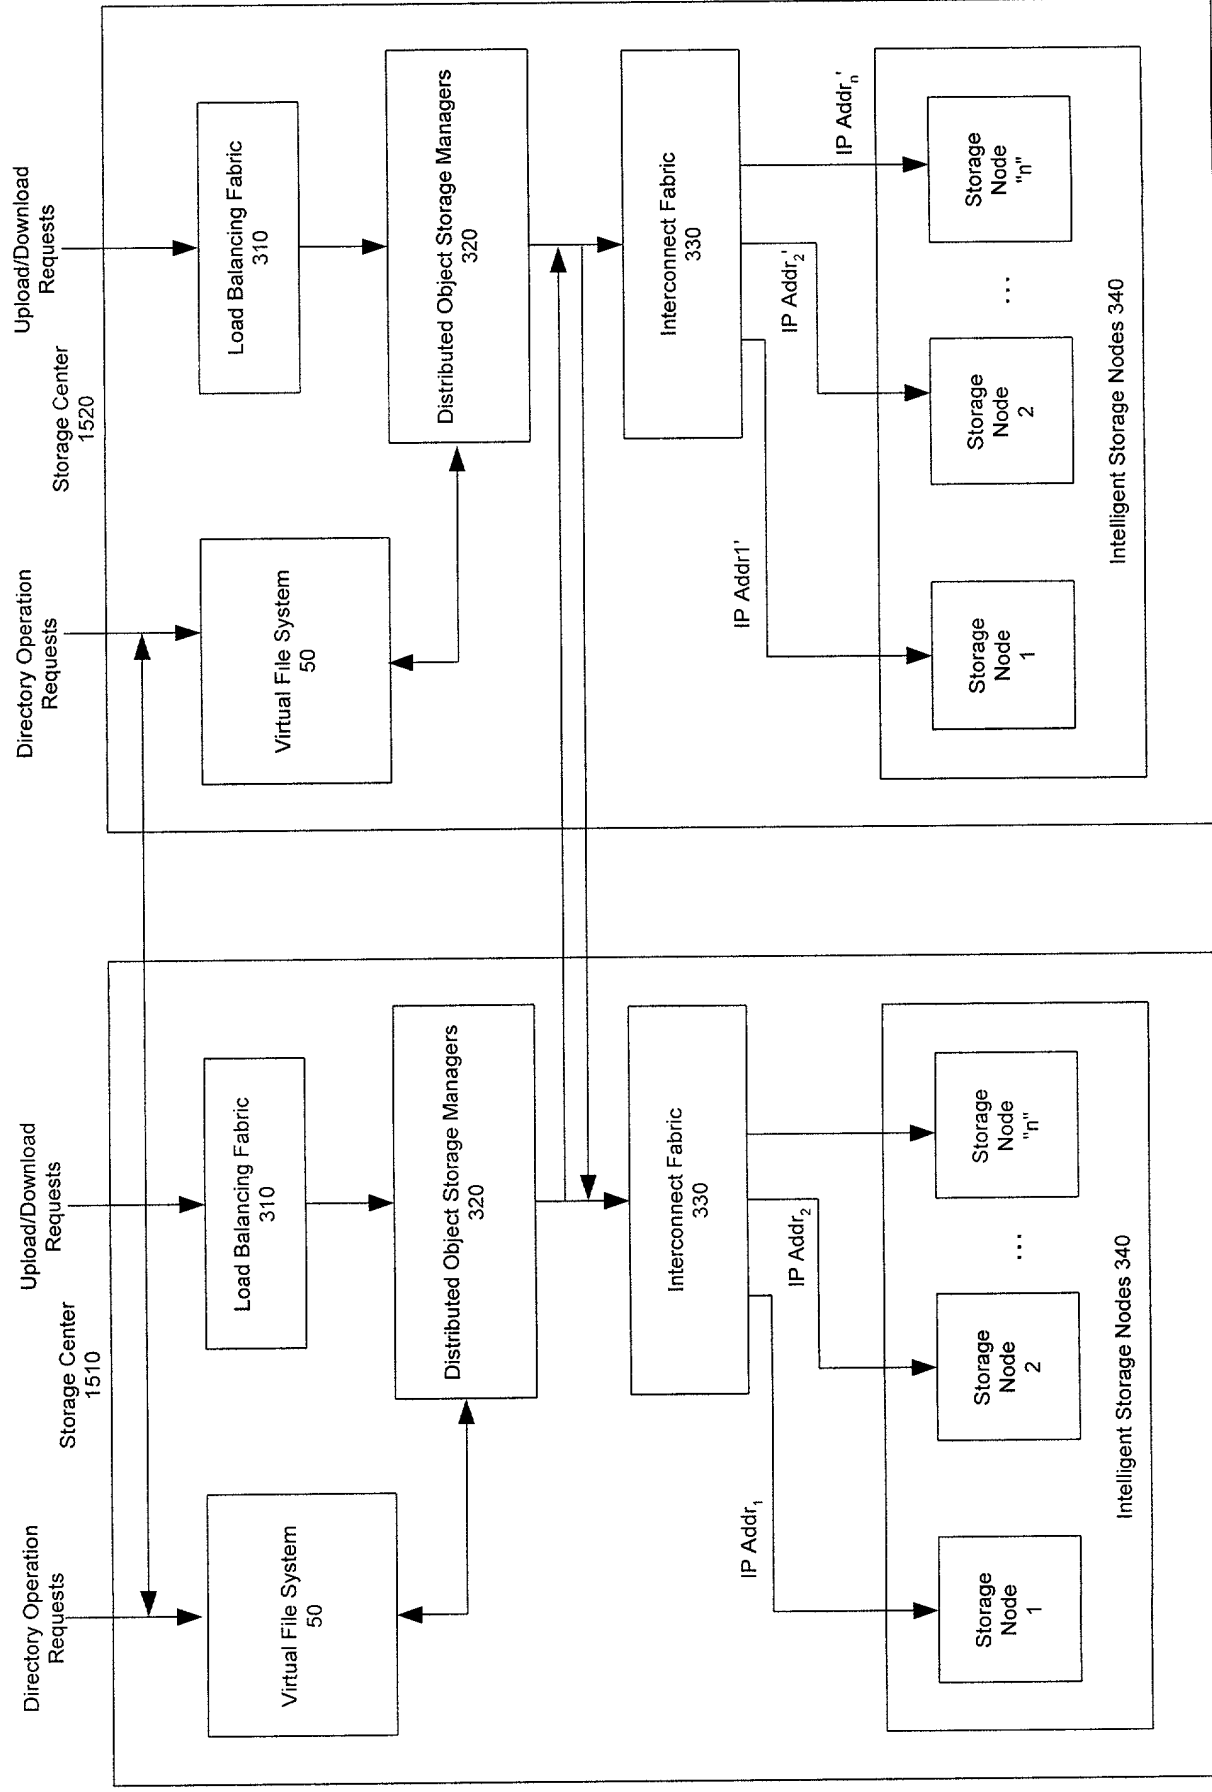 Directory Operation
Requests
Storage Center
1510
Upload/Download
Requests
Virtual File System
50
Load Balancing Fabric
310
Distributed Object Storage Managers
320
Interconnect Fabric
330
IP Addr₁
IP Addr₂
Storage
Node
1
Storage
Node
2
...
Storage
Node
"n"
Intelligent Storage Nodes 340
Directory Operation
Requests
Storage Center
1520
Upload/Download
Requests
Virtual File System
50
Load Balancing Fabric
310
Distributed Object Storage Managers
320
Interconnect Fabric
330
IP Addr1'
IP Addr₂'
IP Addrₙ'
Storage
Node
1
Storage
Node
2
...
Storage
Node
"n"
Intelligent Storage Nodes 340